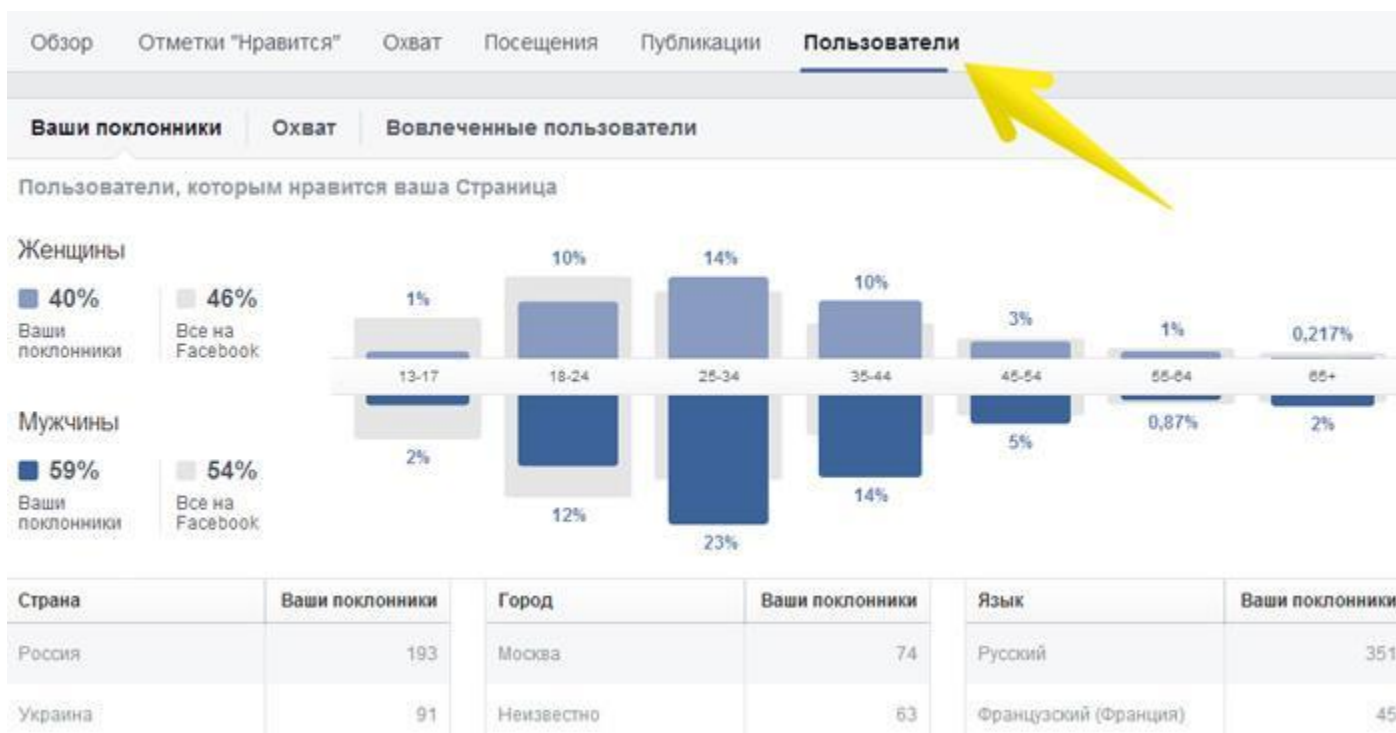 Обзор Отметки "Нравится" Охват Посещения Публикации Пользователи
Ваши поклонники Охват Вовлеченные пользователи
Пользователи, которым нравится ваша Страница
Женщины
40% 46%
Ваши Все на
поклонники Facebook
1% 10% 14% 10% 3% 1% 0,217%
13-17 18-24 25-34 35-44 45-54 55-64 65+
Мужчины
59% 54%
Ваши Все на
поклонники Facebook
2% 12% 23% 14% 5% 0,87% 2%
Страна Ваши поклонники Город Ваши поклонники Язык Ваши поклонники
Россия 193 Москва 74 Русский 351
Украина 91 Неизвестно 63 Французский (Франция) 45